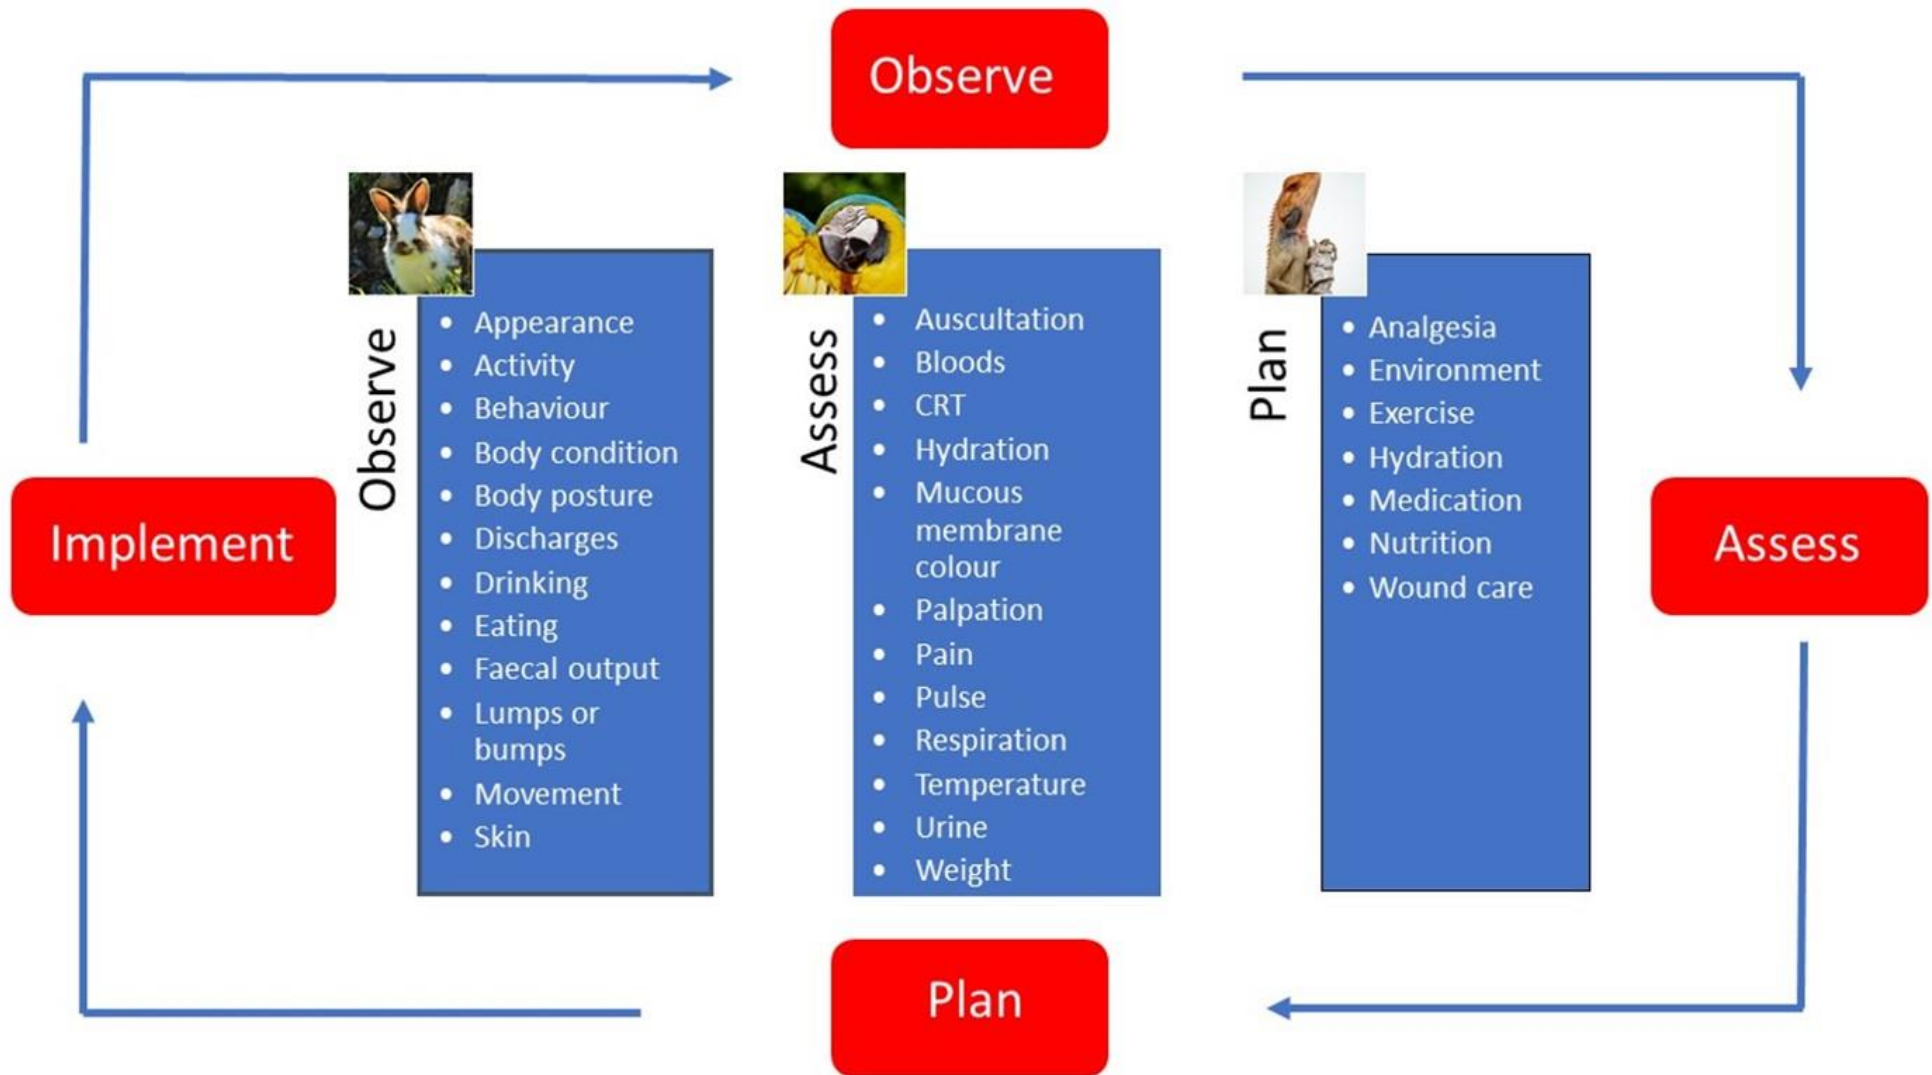 Observe
Observe
• Appearance
• Activity
• Behaviour
• Body condition
• Body posture
• Discharges
• Drinking
• Eating
• Faecal output
• Lumps or
bumps
• Movement
• Skin
Assess
• Auscultation
• Bloods
• CRT
• Hydration
• Mucous
membrane
colour
• Palpation
• Pain
• Pulse
• Respiration
• Temperature
• Urine
• Weight
Plan
• Analgesia
• Environment
• Exercise
• Hydration
• Medication
• Nutrition
• Wound care
Implement
Assess
Plan